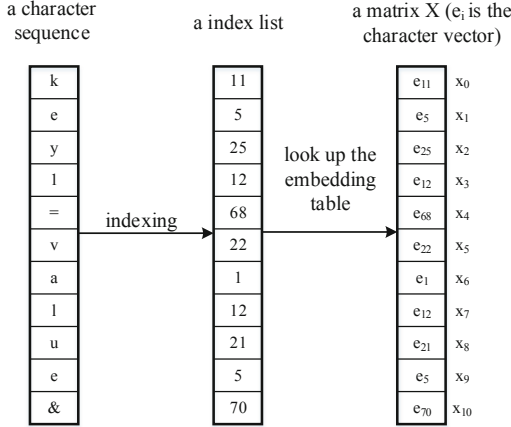 a character
sequence
a index list
a matrix X (eᵢ is the
character vector)
k 11 e₁₁ x₀
e 5 e₅ x₁
y 25 e₂₅ x₂
l 12 e₁₂ x₃
= 68 e₆₈ x₄
v 22 e₂₂ x₅
a 1 e₁ x₆
l 12 e₁₂ x₇
u 21 e₂₁ x₈
e 5 e₅ x₉
& 70 e₇₀ x₁₀
indexing
look up the
embedding
table